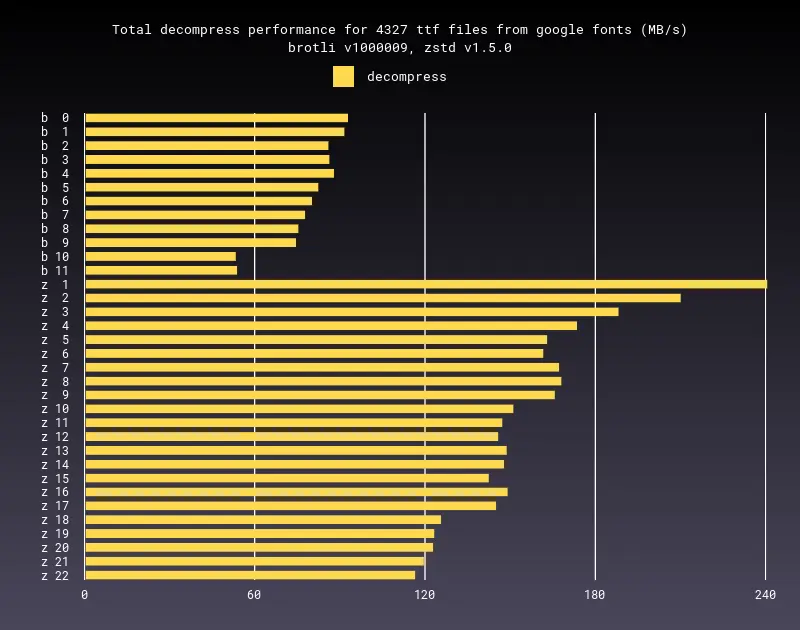 Total decompress performance for 4327 ttf files from google fonts (MB/s)
brotli v1000009, zstd v1.5.0
decompress
b 0
b 1
b 2
b 3
b 4
b 5
b 6
b 7
b 8
b 9
b 10
b 11
z 1
z 2
z 3
z 4
z 5
z 6
z 7
z 8
z 9
z 10
z 11
z 12
z 13
z 14
z 15
z 16
z 17
z 18
z 19
z 20
z 21
z 22
0 60 120 180 240